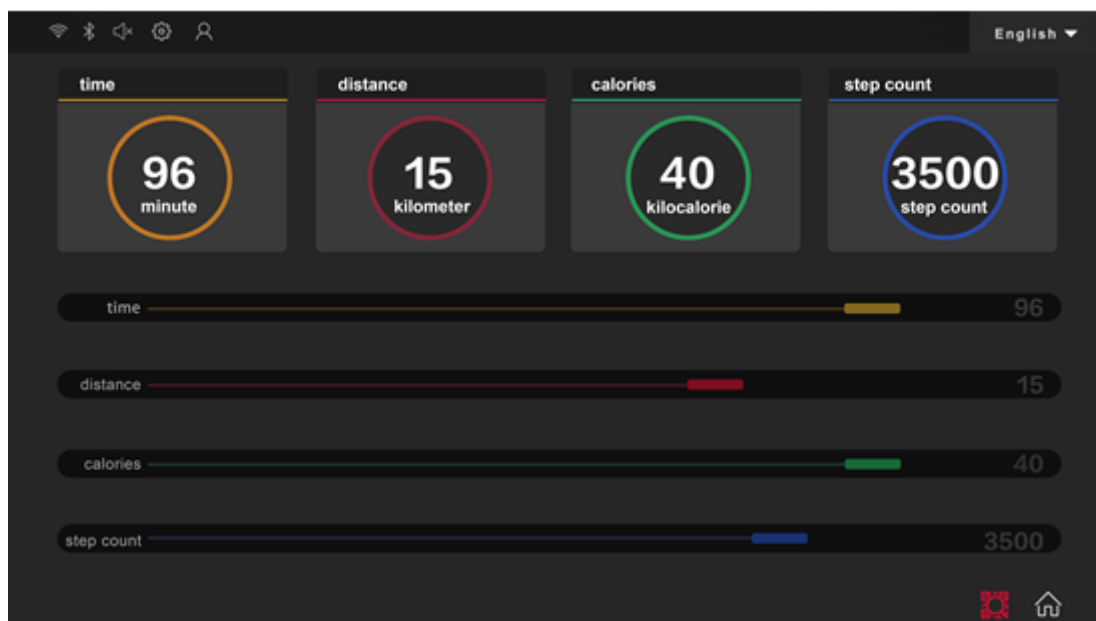 English
time
distance
calories
step count
96
minute
15
kilometer
40
kilocalorie
3500
step count
time
96
distance
15
calories
40
step count
3500